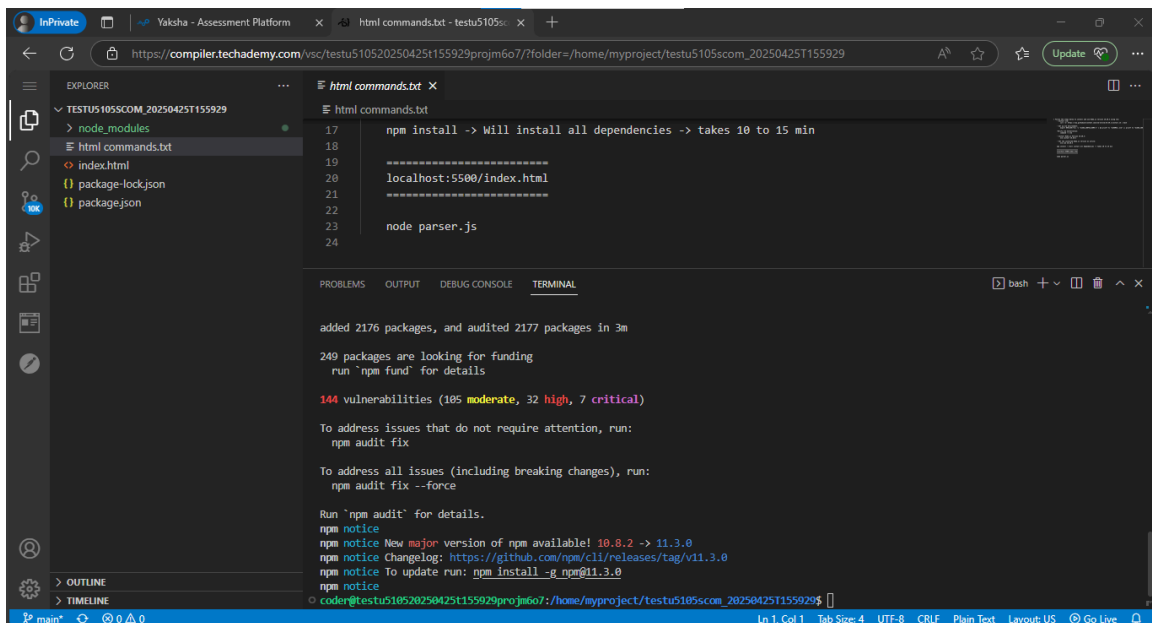 InPrivate
Yaksha - Assessment Platform
html commands.txt - testu5105sc
https://compiler.techademy.com/vsc/testu510520250425t155929projm6o7/?folder=/home/myproject/testu5105scom_20250425T155929
Update
EXPLORER
TESTU5105SCOM_20250425T155929
node_modules
html commands.txt
index.html
package-lock.json
package.json
OUTLINE
TIMELINE
10K
html commands.txt
html commands.txt
17 npm install -> Will install all dependencies -> takes 10 to 15 min
18
19 =========================
20 localhost:5500/index.html
21 =========================
22
23 node parser.js
24
PROBLEMS OUTPUT DEBUG CONSOLE TERMINAL
bash
added 2176 packages, and audited 2177 packages in 3m
249 packages are looking for funding
run `npm fund` for details
144 vulnerabilities (105 moderate, 32 high, 7 critical)
To address issues that do not require attention, run:
npm audit fix
To address all issues (including breaking changes), run:
npm audit fix --force
Run `npm audit` for details.
npm notice
npm notice New major version of npm available! 10.8.2 -> 11.3.0
npm notice Changelog: https://github.com/npm/cli/releases/tag/v11.3.0
npm notice To update run: npm install -g npm@11.3.0
npm notice
coder@testu510520250425t155929projm6o7:/home/myproject/testu5105scom_20250425T155929$
main* 0 0 Ln 1, Col 1 Tab Size: 4 UTF-8 CRLF Plain Text Layout: US Go Live